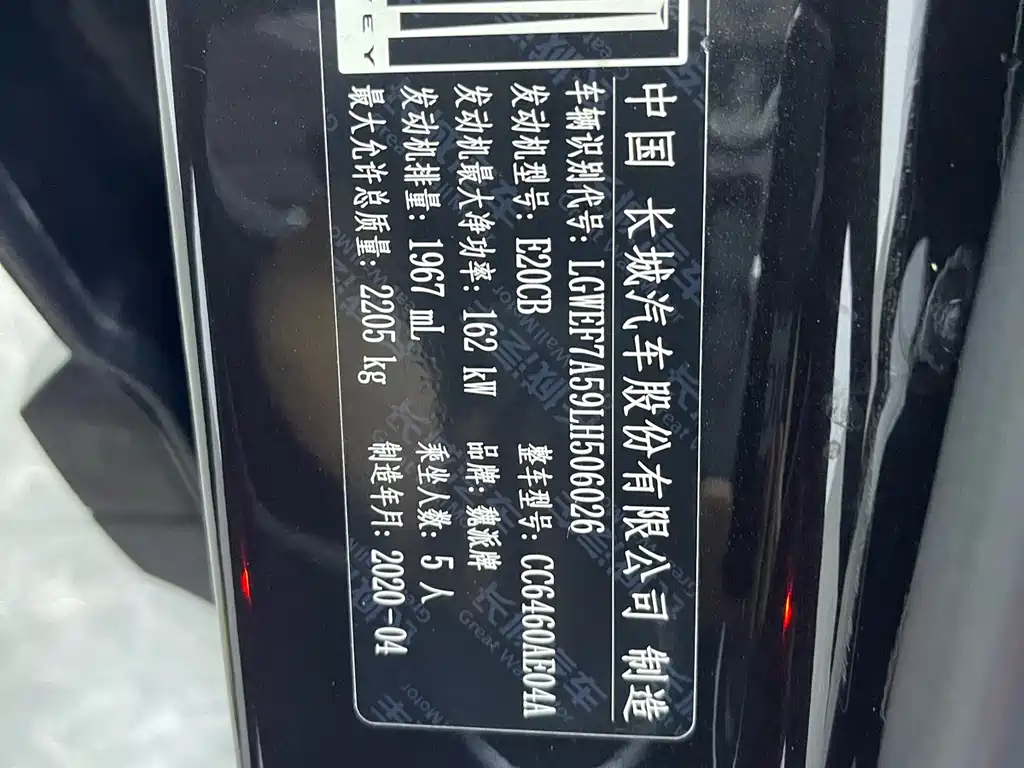 中国 长城汽车股份有限公司 制造
车辆识别代号: LGWEF7A59LH506026
发动机型号: E20CB 整车型号: CC6460AE04A
发动机最大净功率: 162 kW 品牌: 魏派牌
发动机排量: 1967 mL 乘坐人数: 5 人
最大允许总质量: 2205 kg 制造年月: 2020-04